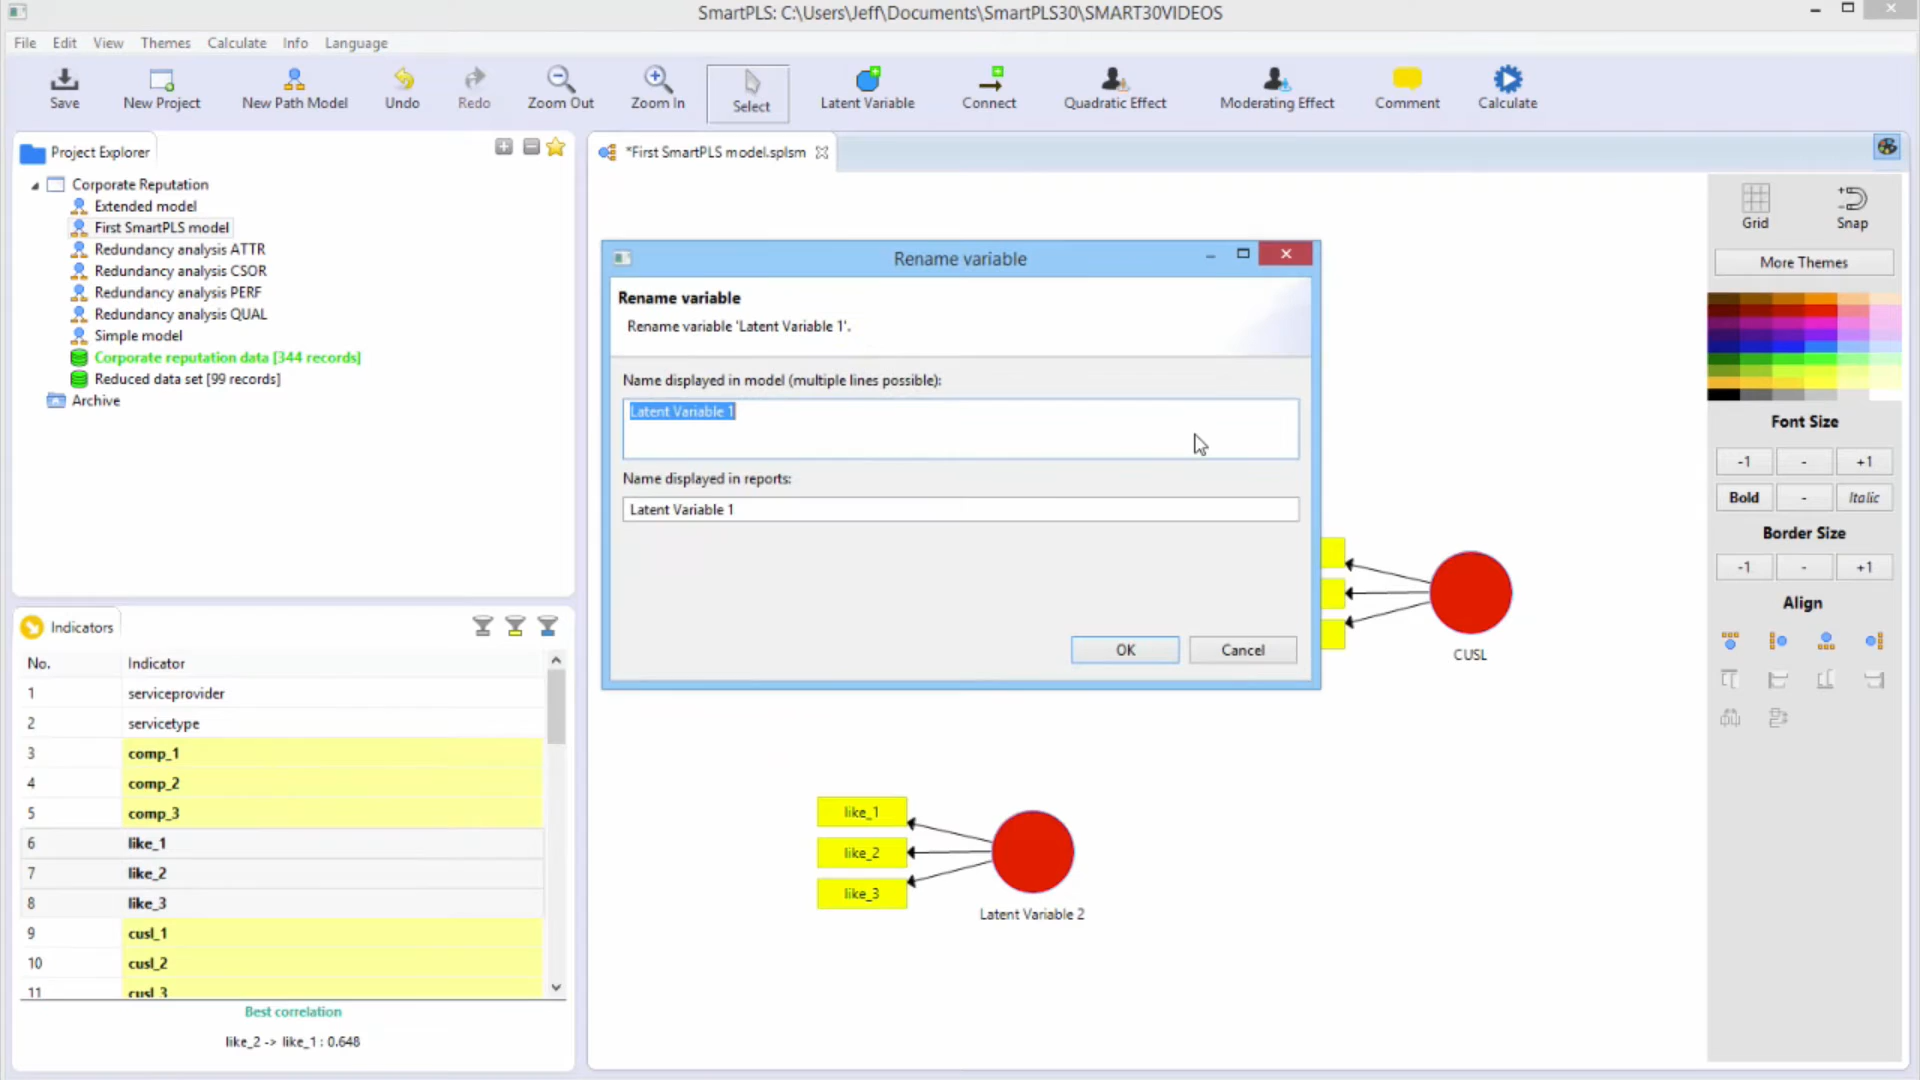 SmartPLS: C:\Users\Jeff\Documents\SmartPLS30\SMART30VIDEOS
File Edit View Themes Calculate Info Language
Save New Project New Path Model Undo Redo Zoom Out Zoom In Select Latent Variable Connect Quadratic Effect Moderating Effect Comment Calculate
Project Explorer
Corporate Reputation
Extended model
First SmartPLS model
Redundancy analysis ATTR
Redundancy analysis CSOR
Redundancy analysis PERF
Redundancy analysis QUAL
Simple model
Corporate reputation data [344 records]
Reduced data set [99 records]
Archive
Indicators
No. Indicator
1 serviceprovider
2 servicetype
3 comp_1
4 comp_2
5 comp_3
6 like_1
7 like_2
8 like_3
9 cusl_1
10 cusl_2
11 cusl_3
Best correlation
like_2 -> like_1 : 0.648
*First SmartPLS model.splsm
Rename variable
Rename variable
Rename variable 'Latent Variable 1'.
Name displayed in model (multiple lines possible):
Latent Variable 1
Name displayed in reports:
Latent Variable 1
OK Cancel
CUSL
like_1
like_2
like_3
Latent Variable 2
Grid Snap
More Themes
Font Size
-1 - +1
Bold - Italic
Border Size
-1 - +1
Align